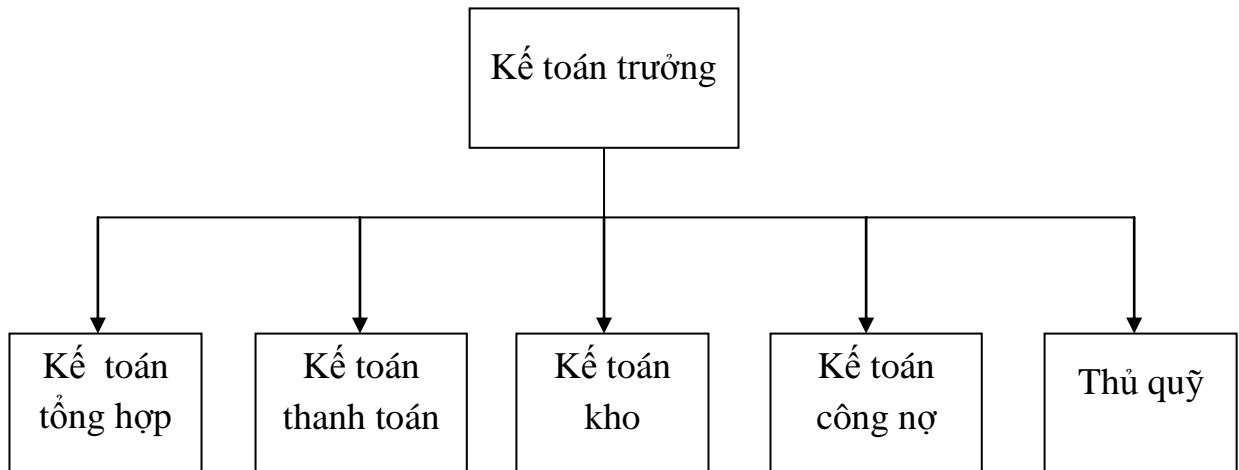 Kế toán trưởng
Kế toán
tổng hợp
Kế toán
thanh toán
Kế toán
kho
Kế toán
công nợ
Thủ quỹ